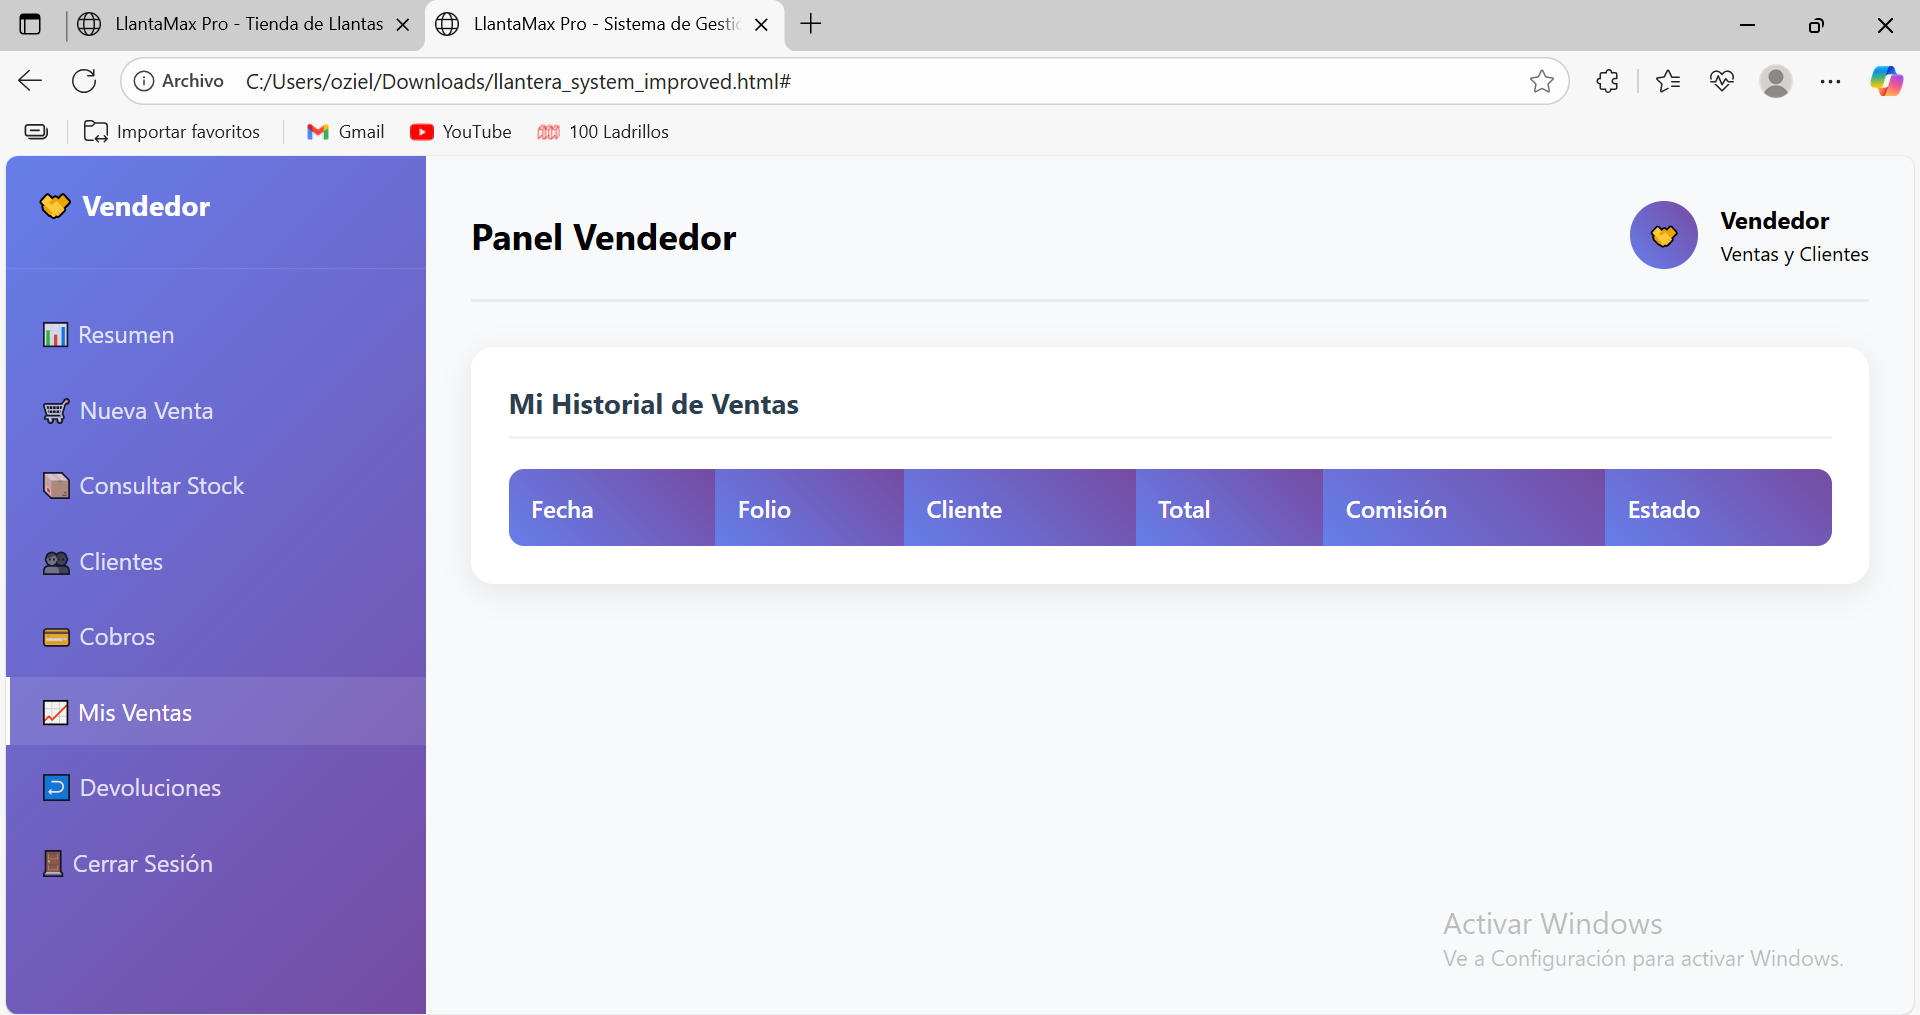 LlantaMax Pro - Tienda de Llantas
LlantaMax Pro - Sistema de Gesti
Archivo
C:/Users/oziel/Downloads/llantera_system_improved.html#
Importar favoritos
Gmail
YouTube
100 Ladrillos
Vendedor
Resumen
Nueva Venta
Consultar Stock
Clientes
Cobros
Mis Ventas
Devoluciones
Cerrar Sesión
Panel Vendedor
Vendedor
Ventas y Clientes
Mi Historial de Ventas
Fecha Folio Cliente Total Comisión Estado
Activar Windows
Ve a Configuración para activar Windows.